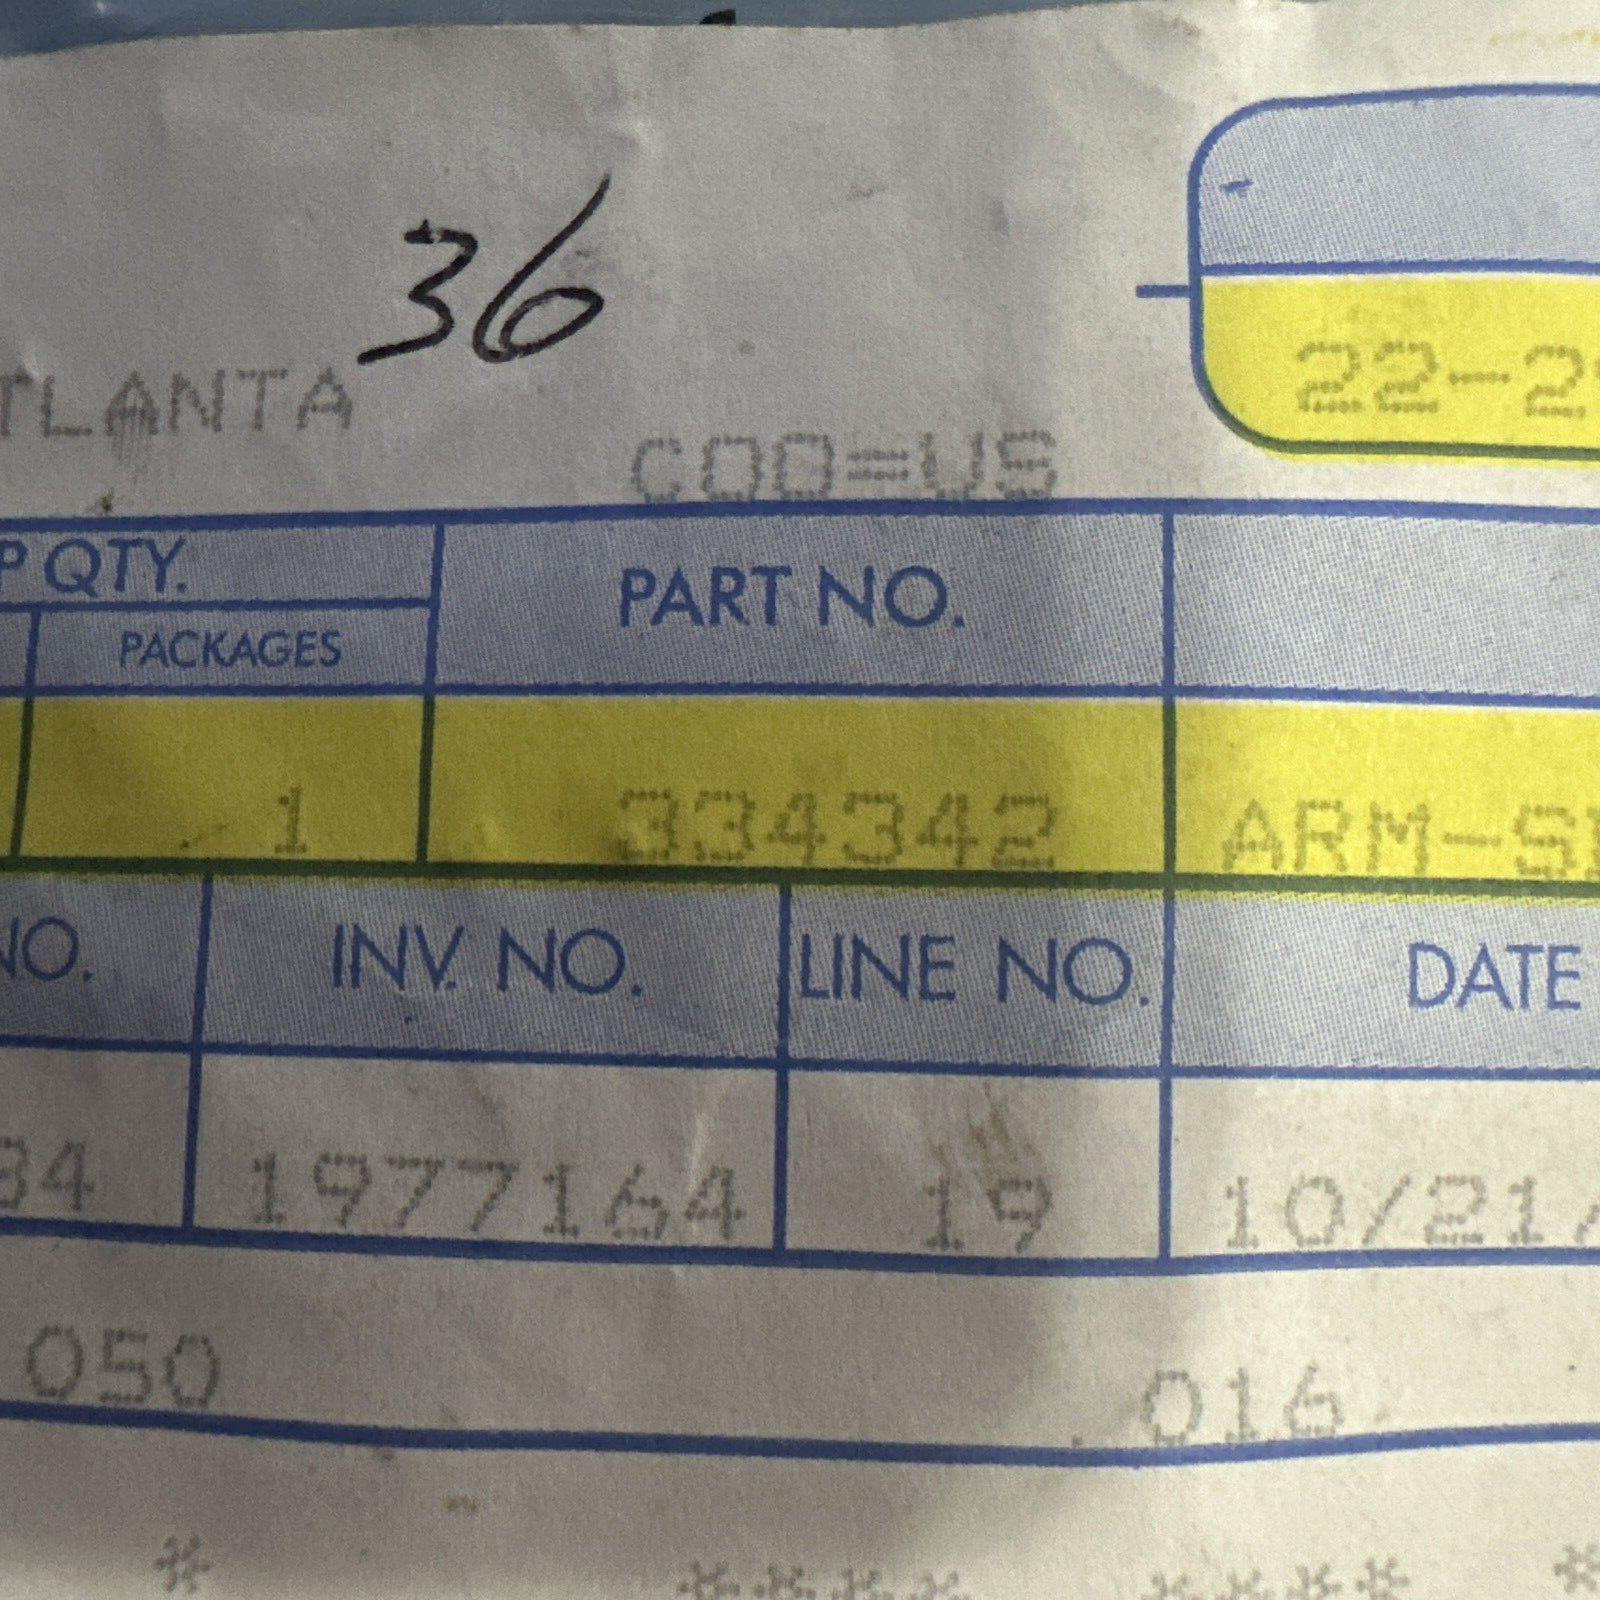 36
22-2
TLANTA
COO=US
P QTY.
PACKAGES
PART NO.
1 334342 ARM-S
NO. INV. NO. LINE NO. DATE
34 1977164 19 10/21/
050 016
* **** **** *